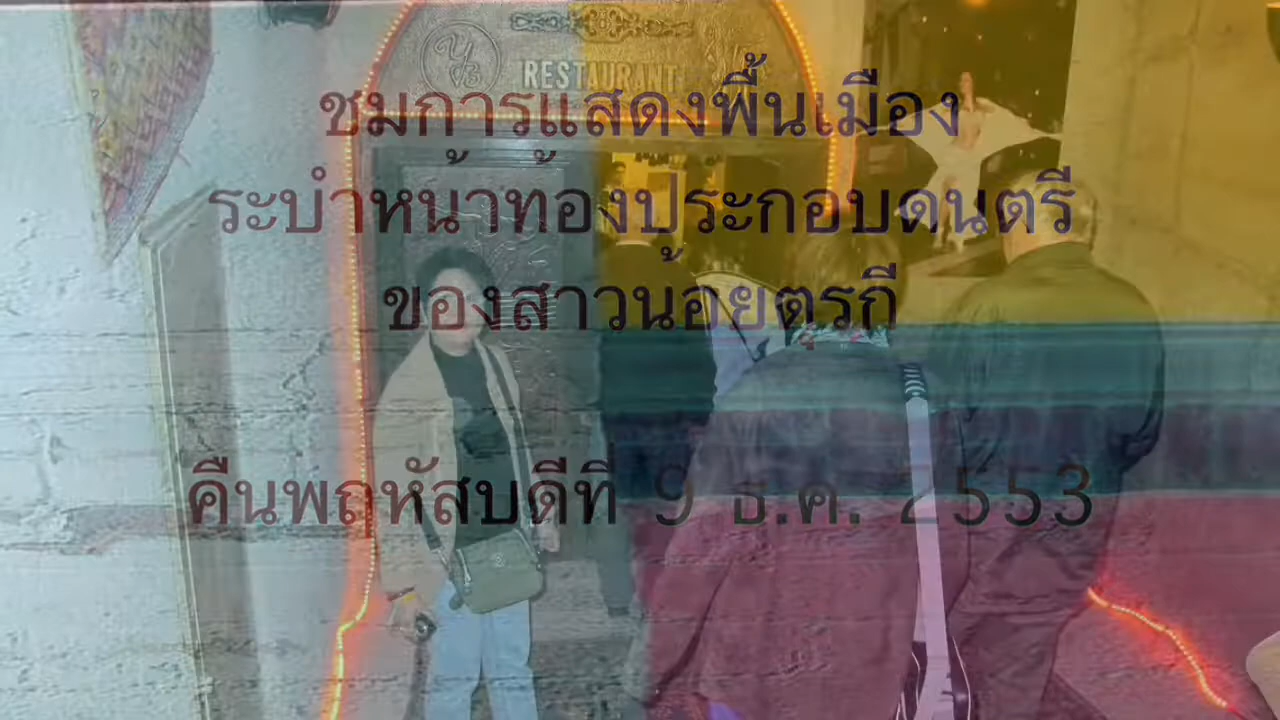 RESTAURANT
ชมการแสดงพื้นเมือง
ระบำหน้าท้องประกอบดนตรี
ของสาวน้อยตุรกี
คืนพฤหัสบดีที่ 9 ธ.ค. 2553